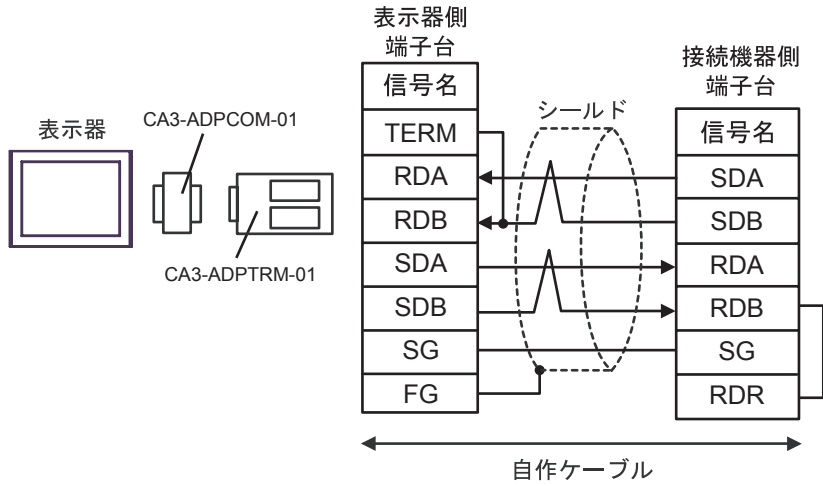 表示器
CA3-ADPCOM-01
CA3-ADPTRM-01
表示器側
端子台
信号名
TERM
RDA
RDB
SDA
SDB
SG
FG
シールド
接続機器側
端子台
信号名
SDA
SDB
RDA
RDB
SG
RDR
自作ケーブル